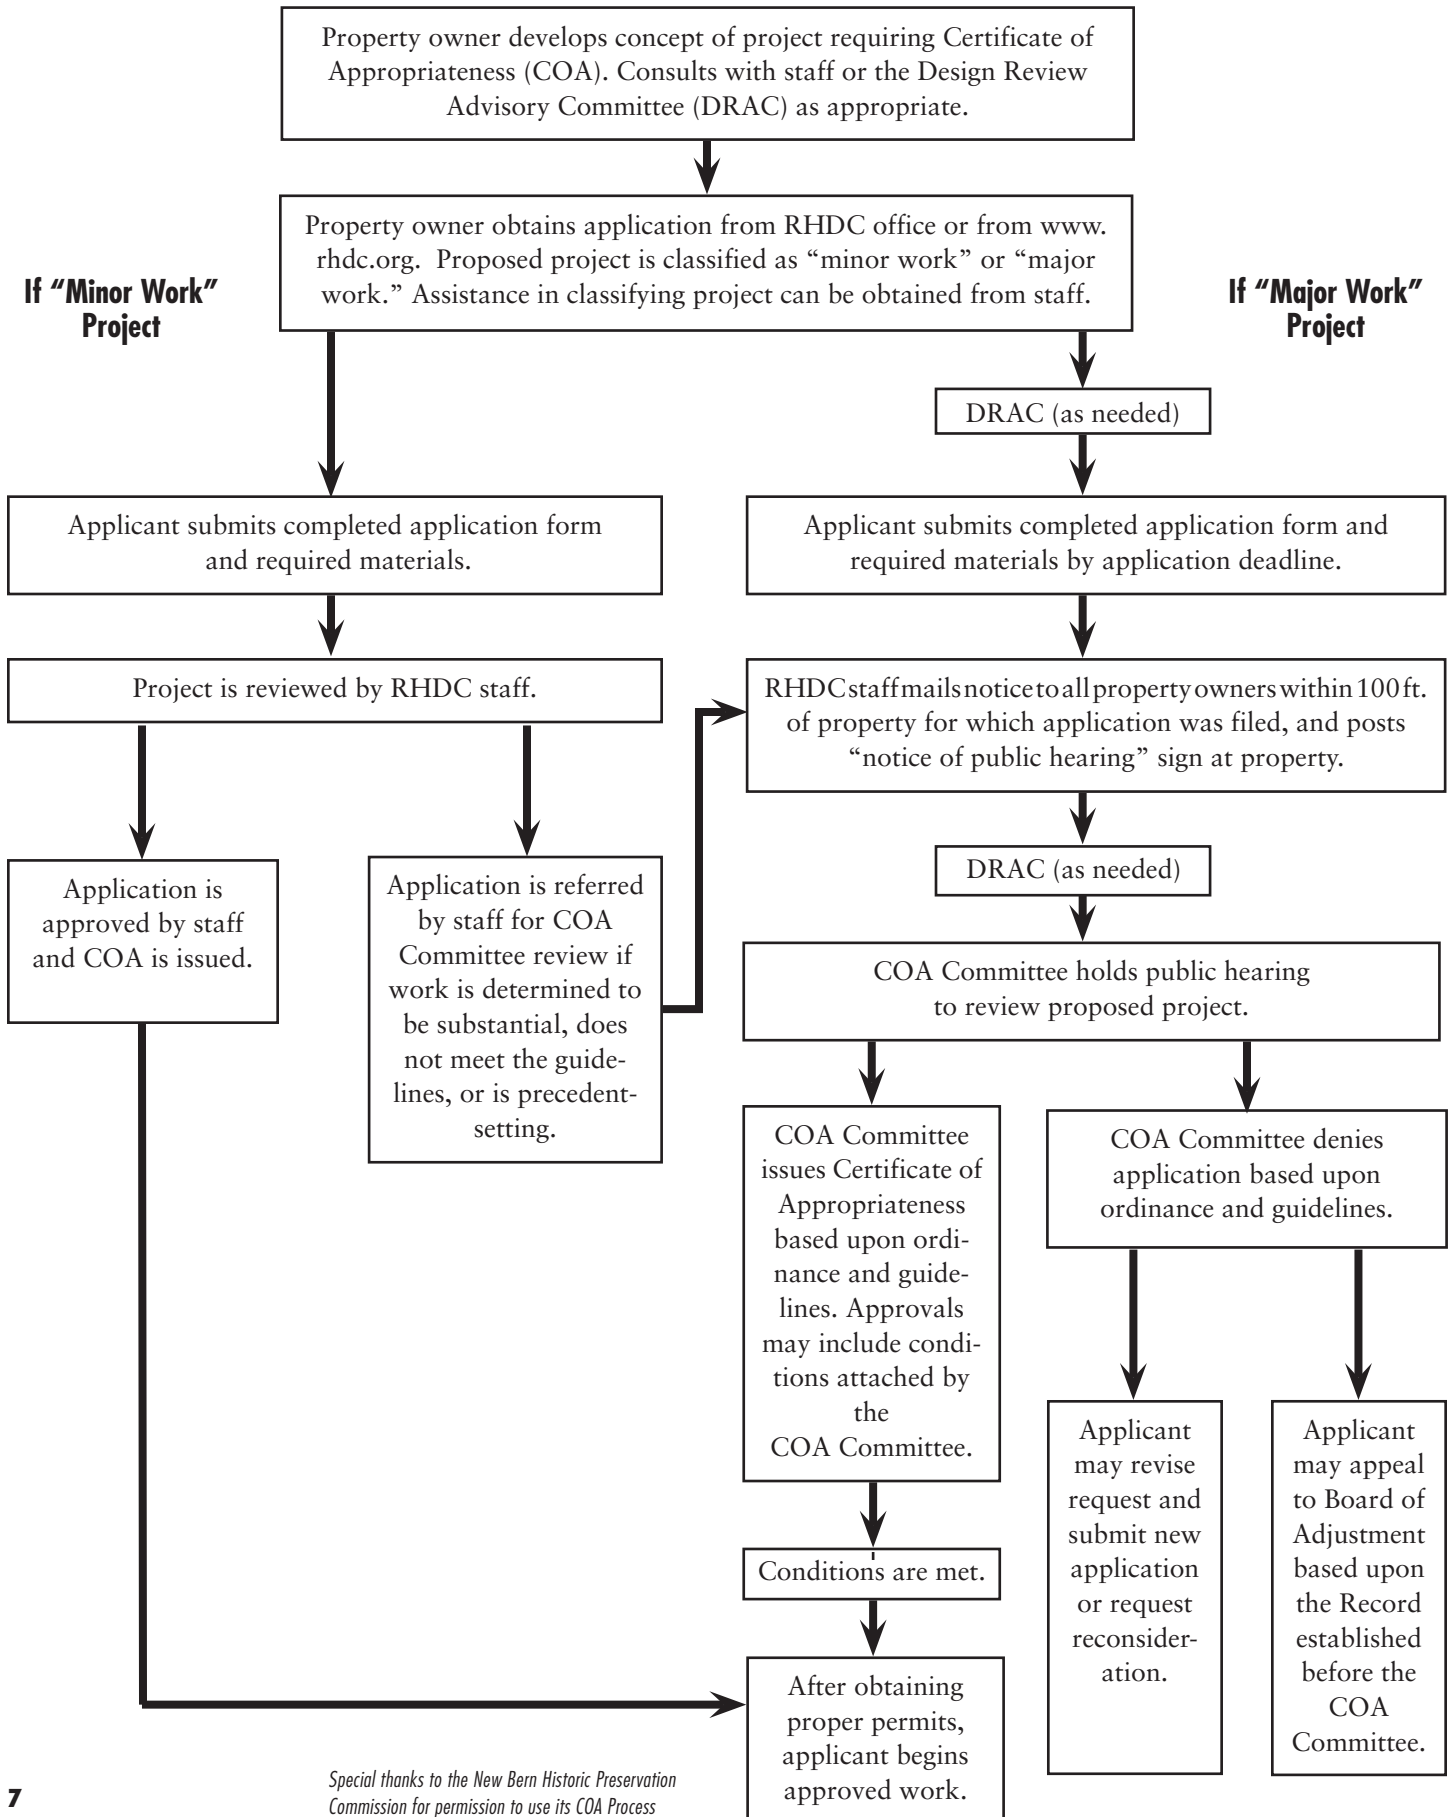 Property owner develops concept of project requiring Certificate of
Appropriateness (COA). Consults with staff or the Design Review
Advisory Committee (DRAC) as appropriate.
Property owner obtains application from RHDC office or from www.
rhdc.org. Proposed project is classified as “minor work” or “major
work.” Assistance in classifying project can be obtained from staff.
If “Minor Work”
Project
If “Major Work”
Project
DRAC (as needed)
Applicant submits completed application form
and required materials.
Applicant submits completed application form and
required materials by application deadline.
Project is reviewed by RHDC staff.
RHDC staff mails notice to all property owners within 100 ft.
of property for which application was filed, and posts
“notice of public hearing” sign at property.
DRAC (as needed)
Application is
approved by staff
and COA is issued.
Application is referred
by staff for COA
Committee review if
work is determined to
be substantial, does
not meet the guide-
lines, or is precedent-
setting.
COA Committee holds public hearing
to review proposed project.
COA Committee
issues Certificate of
Appropriateness
based upon ordi-
nance and guide-
lines. Approvals
may include condi-
tions attached by
the
COA Committee.
COA Committee denies
application based upon
ordinance and guidelines.
Applicant
may revise
request and
submit new
application
or request
reconsider-
ation.
Applicant
may appeal
to Board of
Adjustment
based upon
the Record
established
before the
COA
Committee.
Conditions are met.
After obtaining
proper permits,
applicant begins
approved work.
7
Special thanks to the New Bern Historic Preservation
Commission for permission to use its COA Process